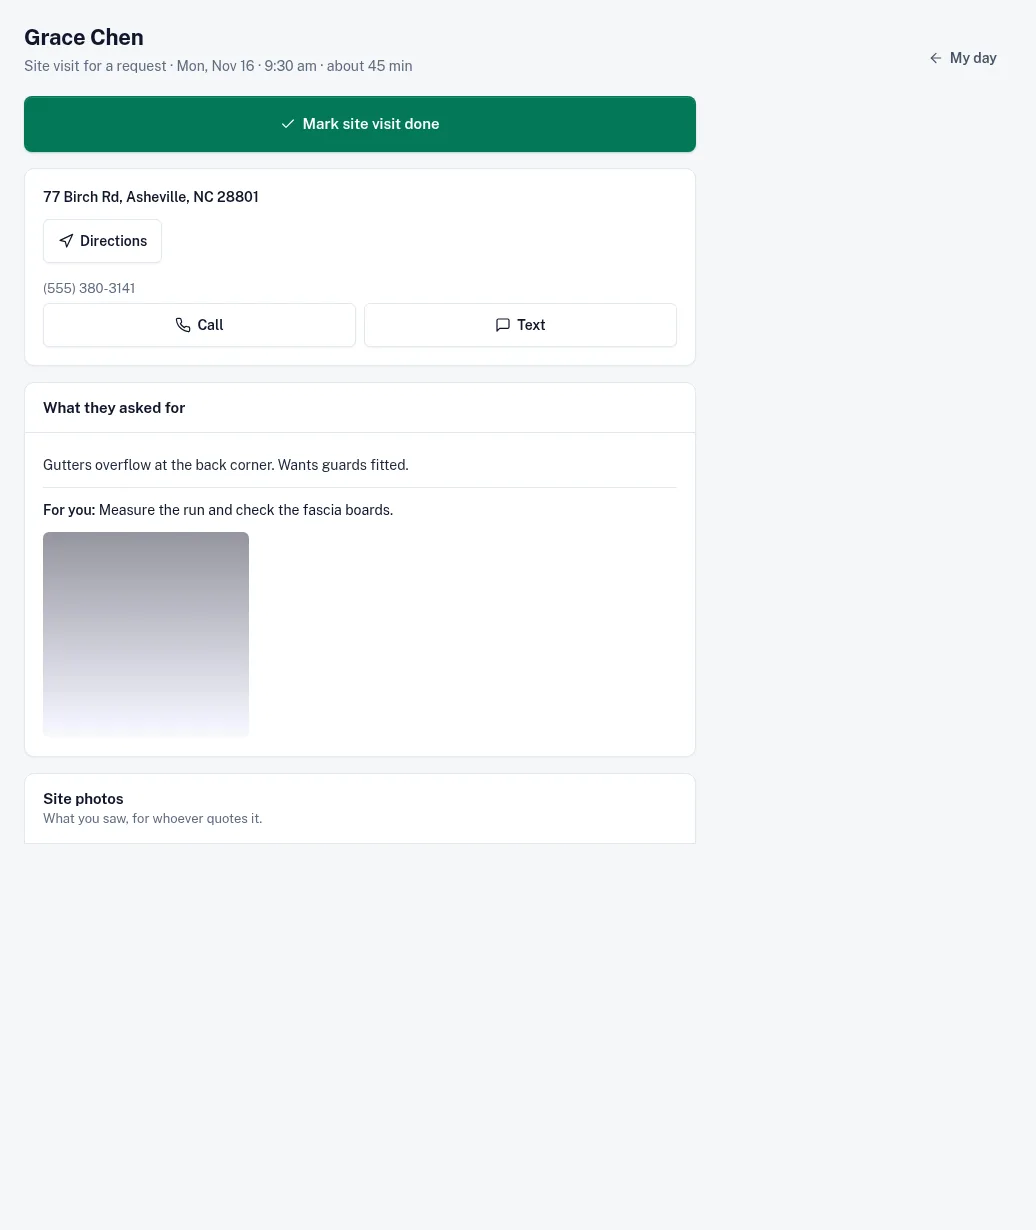 Grace Chen
Site visit for a request · Mon, Nov 16 · 9:30 am · about 45 min
My day
Mark site visit done
77 Birch Rd, Asheville, NC 28801
Directions
(555) 380-3141
Call
Text
What they asked for
Gutters overflow at the back corner. Wants guards fitted.
For you: Measure the run and check the fascia boards.
Site photos
What you saw, for whoever quotes it.